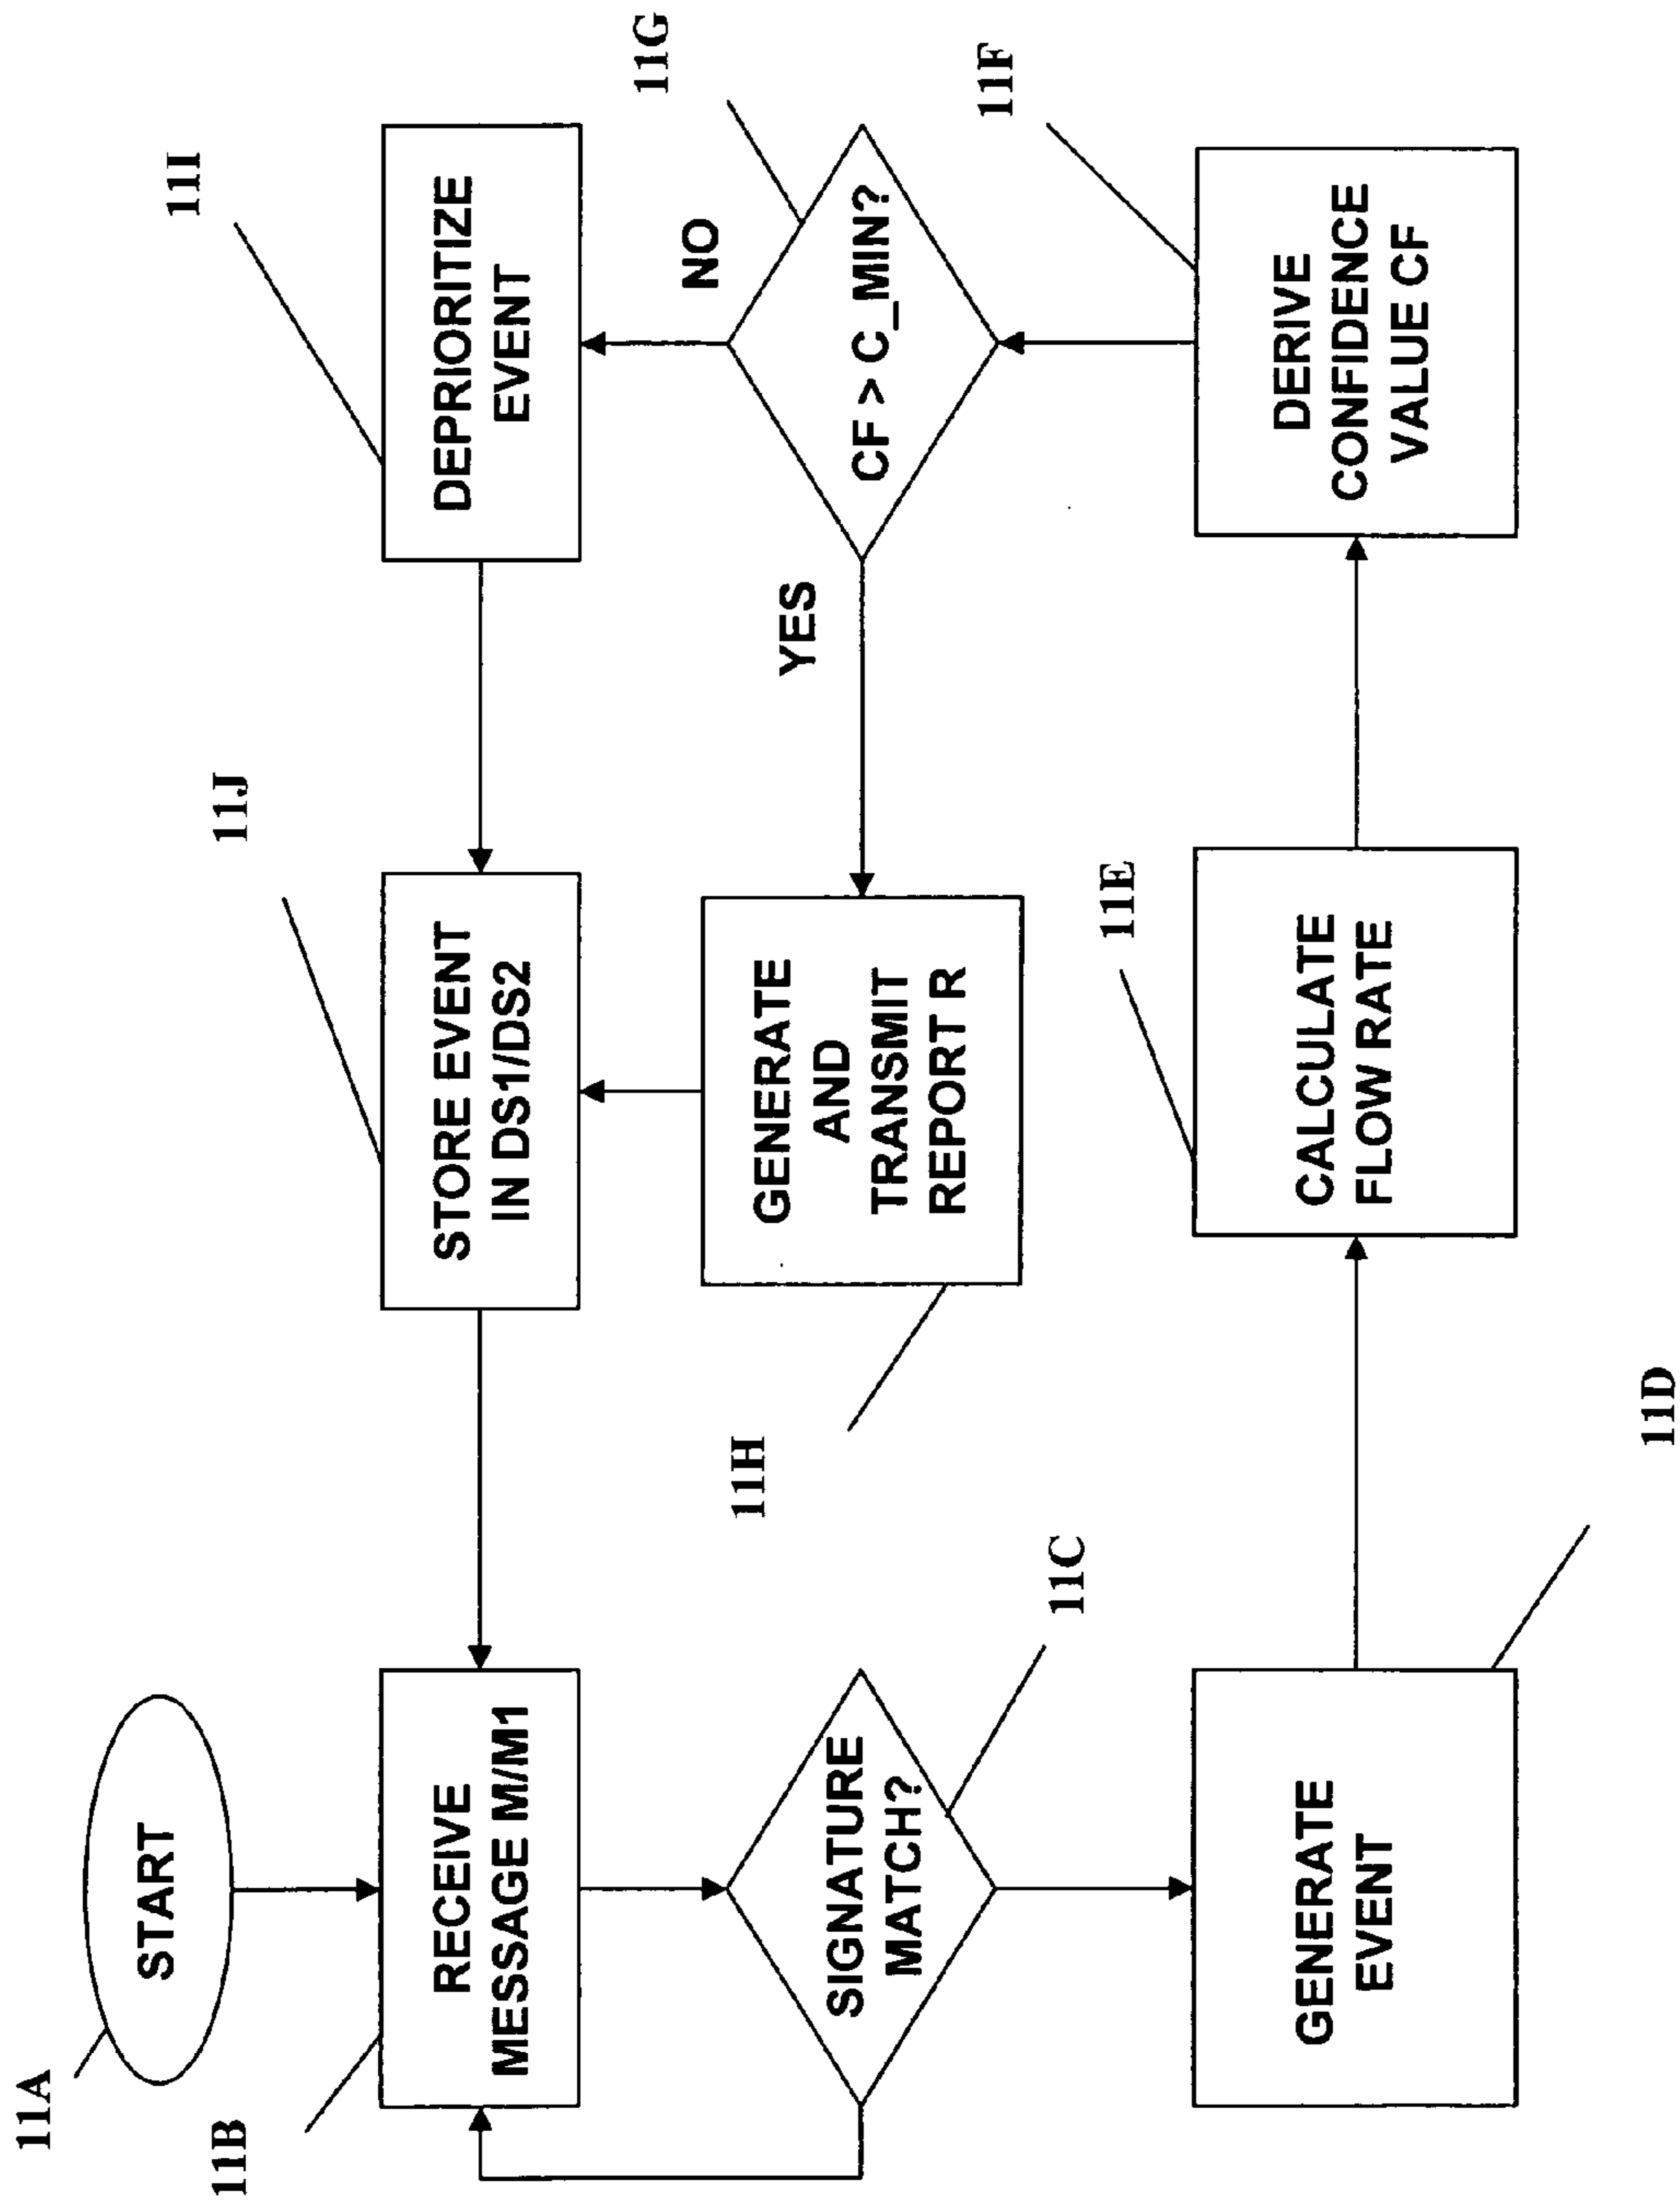 11A
START
11B
RECEIVE
MESSAGE M/M1
SIGNATURE
MATCH?
11C
GENERATE
EVENT
11D
CALCULATE
FLOW RATE
11E
DERIVE
CONFIDENCE
VALUE CF
11F
CF > C_MIN?
11G
YES
NO
GENERATE
AND
TRANSMIT
REPORT R
11H
DEPRIORITIZE
EVENT
11I
STORE EVENT
IN DS1/DS2
11J